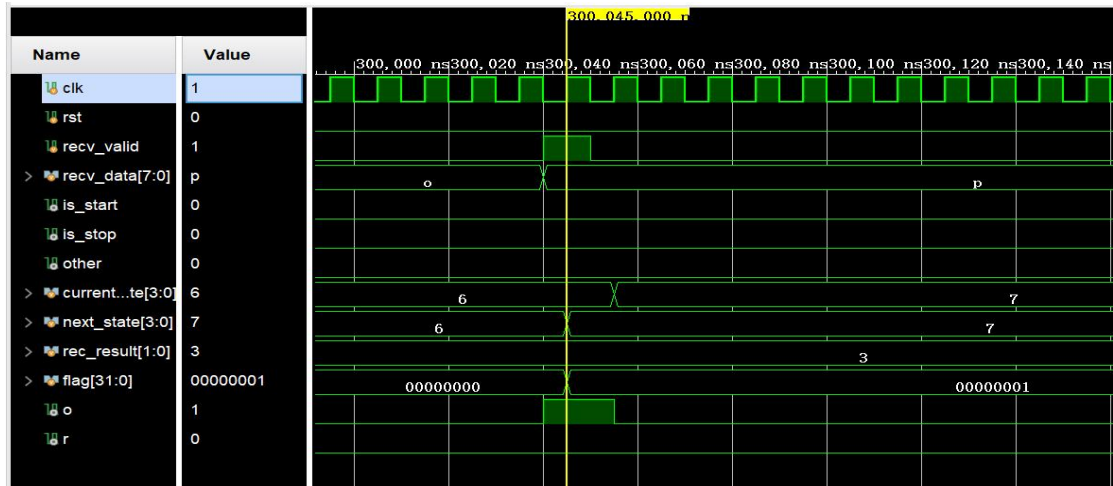 300,045,000 n
Name Value
300,000 ns 300,020 ns 300,040 ns 300,060 ns 300,080 ns 300,100 ns 300,120 ns 300,140 ns
clk 1
rst 0
recv_valid 1
recv_data[7:0] p o p
is_start 0
is_stop 0
other 0
current...te[3:0] 6 6 7
next_state[3:0] 7 6 7
rec_result[1:0] 3 3
flag[31:0] 00000001 00000000 00000001
o 1
r 0